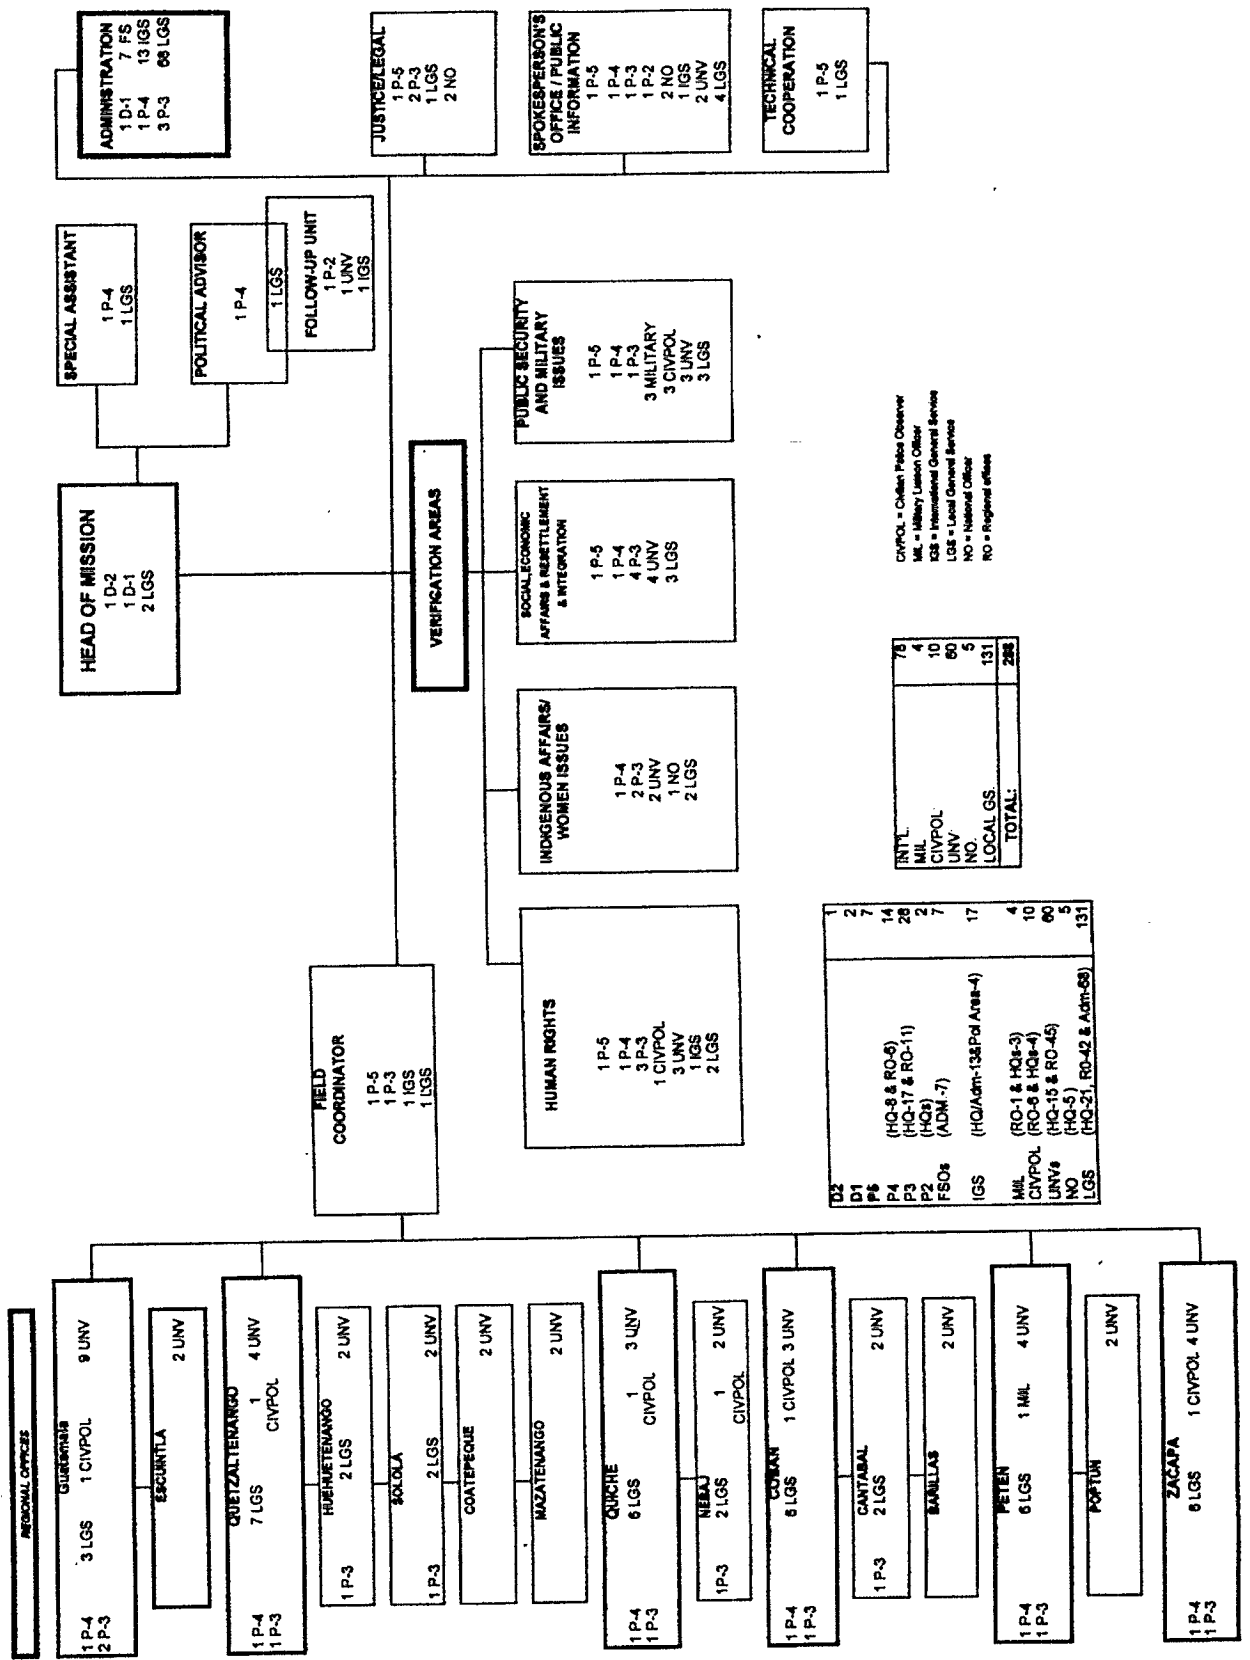 HEAD OF MISSION
1 D-2
1 D-1
2 LGS
SPECIAL ASSISTANT
1 P-4
1 LGS
POLITICAL ADVISOR
1 P-4
1 LGS
FOLLOW-UP UNIT
1 P-2
1 UNV
1 IGS
ADMINISTRATION
1 D-1 7 FS
1 P-4 13 IGS
3 P-3 68 LGS
JUSTICE/LEGAL
1 P-5
2 P-3
1 LGS
2 NO
SPOKESPERSON'S
OFFICE / PUBLIC
INFORMATION
1 P-5
1 P-4
1 P-3
1 P-2
2 NO
1 IGS
2 UNV
4 LGS
TECHNICAL
COOPERATION
1 P-5
1 LGS
VERIFICATION AREAS
FIELD
COORDINATOR
1 P-5
1 P-3
1 IGS
1 LGS
HUMAN RIGHTS
1 P-5
1 P-4
3 P-3
1 CIVPOL
3 UNV
1 IGS
2 LGS
INDIGENOUS AFFAIRS/
WOMEN ISSUES
1 P-4
2 P-3
2 UNV
1 NO
2 LGS
SOCIAL,ECONOMIC
AFFAIRS & RESETTLEMENT
& INTEGRATION
1 P-5
1 P-4
4 P-3
4 UNV
3 LGS
PUBLIC SECURITY
AND MILITARY
ISSUES
1 P-5
1 P-4
1 P-3
3 MILITARY
3 CIVPOL
3 UNV
3 LGS
REGIONAL OFFICES
Guatemala
1 P-4 3 LGS 1 CIVPOL 9 UNV
2 P-3
ESCUINTLA
2 UNV
QUETZALTENANGO
1 P-4 7 LGS 1 4 UNV
1 P-3 CIVPOL
HUEHUETENANGO
1 P-3 2 LGS 2 UNV
SOLOLA
1 P-3 2 LGS 2 UNV
COATEPEQUE
2 UNV
MAZATENANGO
2 UNV
QUICHE
1 P-4 6 LGS 1 3 UNV
1 P-3 CIVPOL
NEBAJ
1P-3 2 LGS 1 2 UNV
CIVPOL
COBAN
1 P-4 6 LGS 1 CIVPOL 3 UNV
1 P-3
CANTABAL
1 P-3 2 LGS 2 UNV
BARILLAS
2 UNV
PETEN
1 P-4 6 LGS 1 MIL 4 UNV
1 P-3
POPTUN
2 UNV
ZACAPA
1 P-4 6 LGS 1 CIVPOL 4 UNV
1 P-3
D2 1
D1 2
P5 7
P4 (HQ-8 & RO-6) 14
P3 (HQ-17 & RO-11) 28
P2 (HQs) 2
FSOs (ADM.-7) 7
IGS (HQ/Adm-13&Pol Area-4) 17
MIL (RO-1 & HQs-3) 4
CIVPOL (RO-6 & HQs-4) 10
UNVs (HQ-15 & RO-45) 60
NO (HQ-5 ) 5
LGS (HQ-21, R0-42 & Adm-68) 131
INT'L. 78
MIL 4
CIVPOL 10
UNV 60
NO. 5
LOCAL GS. 131
TOTAL: 288
CIVPOL = Civilian Police Observer
MIL = Military Liaison Officer
IGS = International General Service
LGS = Local General Service
NO = National Officer
RO = Regional offices